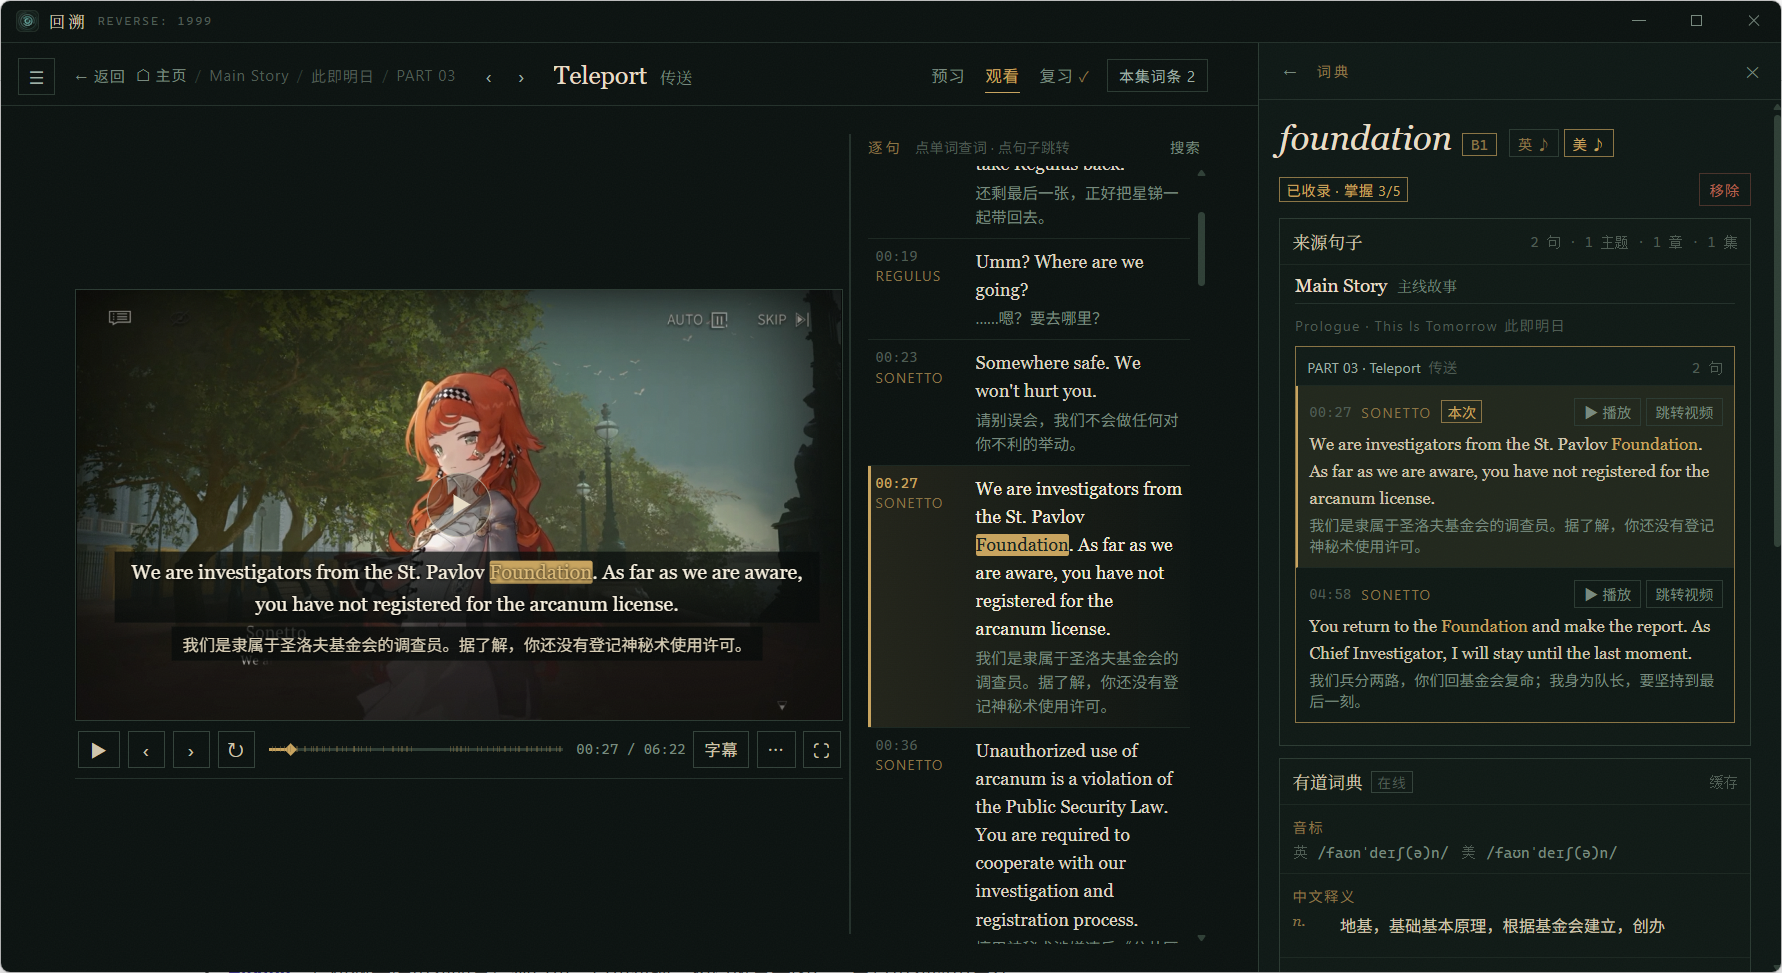 回溯 REVERSE: 1999
← 返回 主页 / Main Story / 此即明日 / PART 03 ‹ › Teleport 传送
预习 观看 复习 ✓ 本集词条 2
AUTO SKIP
We are investigators from the St. Pavlov Foundation. As far as we are aware,
you have not registered for the arcanum license.
Sonetto
我们是隶属于圣洛夫基金会的调查员。据了解，你还没有登记神秘术使用许可。
We a
00:27 / 06:22 字幕 ···
逐句 点单词查词 · 点句子跳转 搜索
take Regulus back.
还剩最后一张，正好把星锑一
起带回去。
00:19
REGULUS
Umm? Where are we
going?
……嗯？要去哪里？
00:23
SONETTO
Somewhere safe. We
won't hurt you.
请别误会，我们不会做任何对
你不利的举动。
00:27
SONETTO
We are investigators from
the St. Pavlov
Foundation. As far as we
are aware, you have not
registered for the
arcanum license.
我们是隶属于圣洛夫基金会的
调查员。据了解，你还没有登
记神秘术使用许可。
00:36
SONETTO
Unauthorized use of
arcanum is a violation of
the Public Security Law.
You are required to
cooperate with our
investigation and
registration process.
← 词典
foundation B1 英 ♪ 美 ♪
已收录 · 掌握 3/5 移除
来源句子 2 句 · 1 主题 · 1 章 · 1 集
Main Story 主线故事
Prologue · This Is Tomorrow 此即明日
PART 03 · Teleport 传送 2 句
00:27 SONETTO 本次 ▶ 播放 跳转视频
We are investigators from the St. Pavlov Foundation.
As far as we are aware, you have not registered for the
arcanum license.
我们是隶属于圣洛夫基金会的调查员。据了解，你还没有登记
神秘术使用许可。
04:58 SONETTO ▶ 播放 跳转视频
You return to the Foundation and make the report. As
Chief Investigator, I will stay until the last moment.
我们兵分两路，你们回基金会复命；我身为队长，要坚持到最
后一刻。
有道词典 在线 缓存
音标
英 /faʊnˈdeɪʃ(ə)n/ 美 /faʊnˈdeɪʃ(ə)n/
中文释义
n. 地基，基础基本原理，根据基金会建立，创办